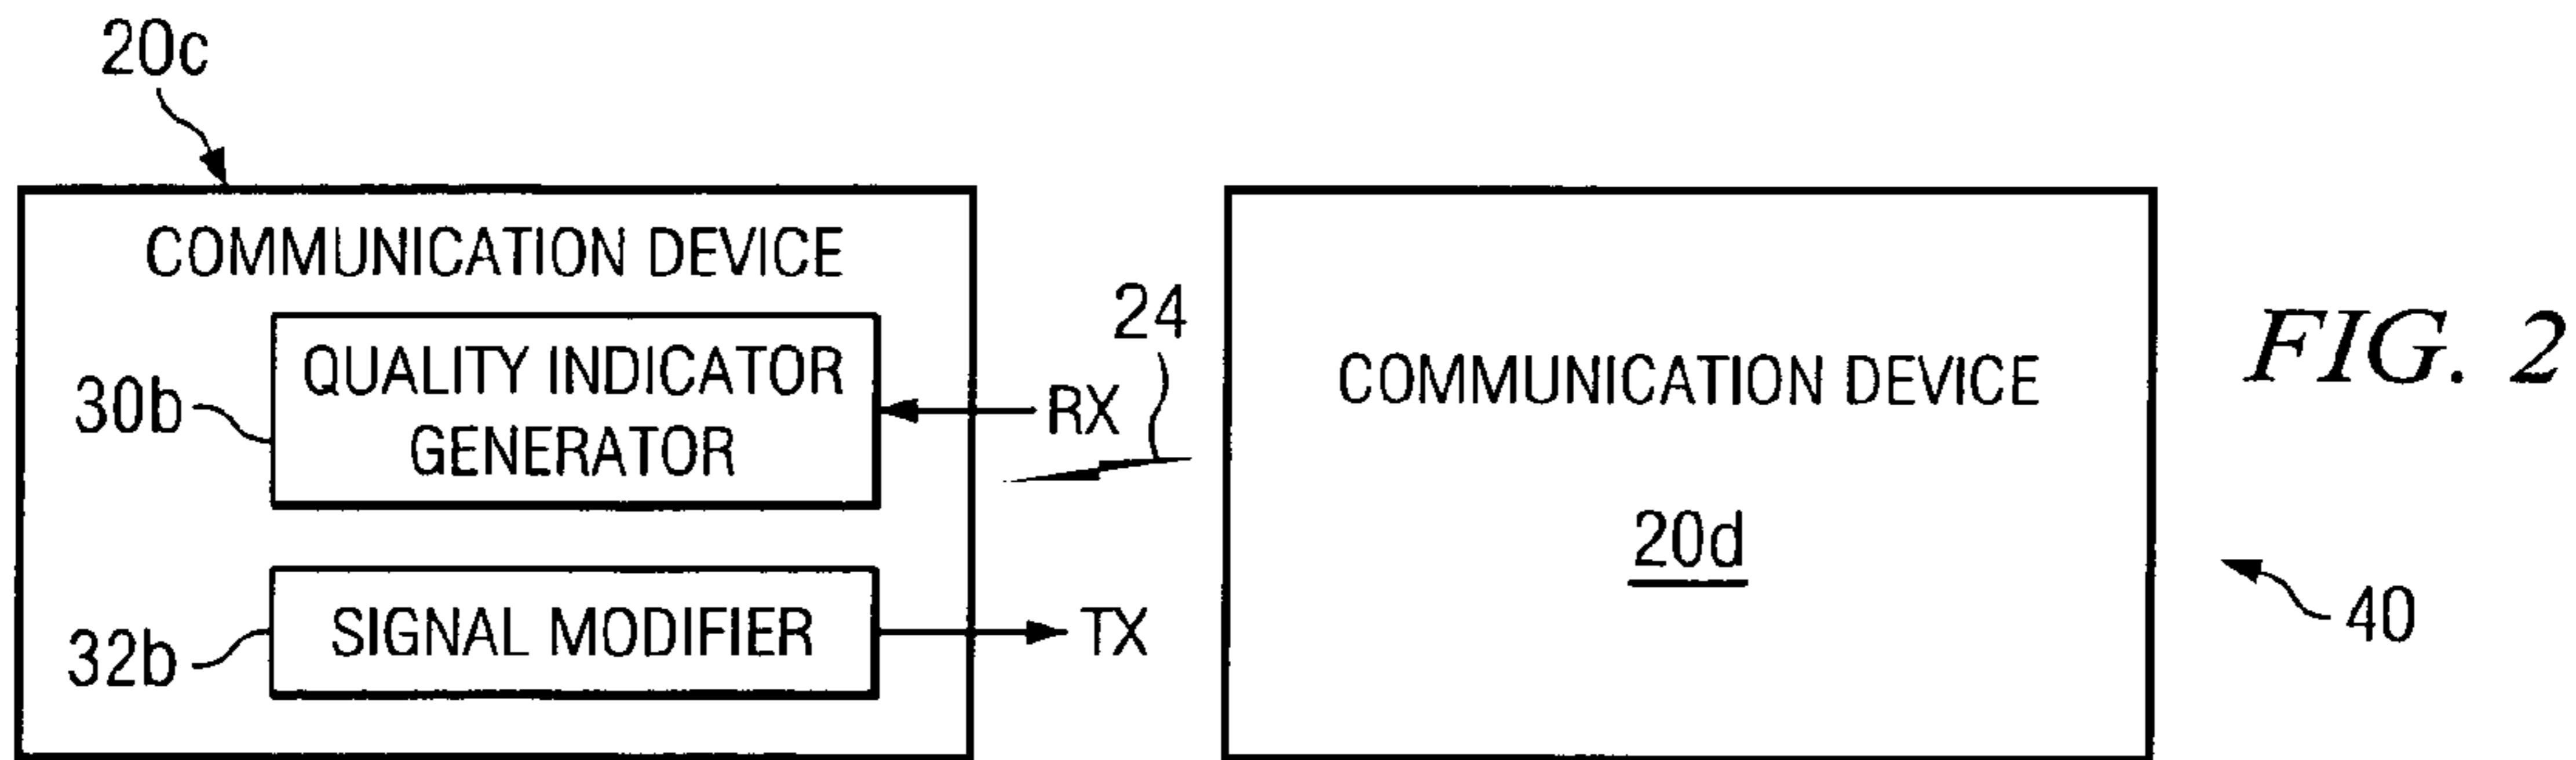 20c
COMMUNICATION DEVICE
QUALITY INDICATOR
GENERATOR
30b
RX
24
SIGNAL MODIFIER
32b
TX
COMMUNICATION DEVICE
20d
40
FIG. 2